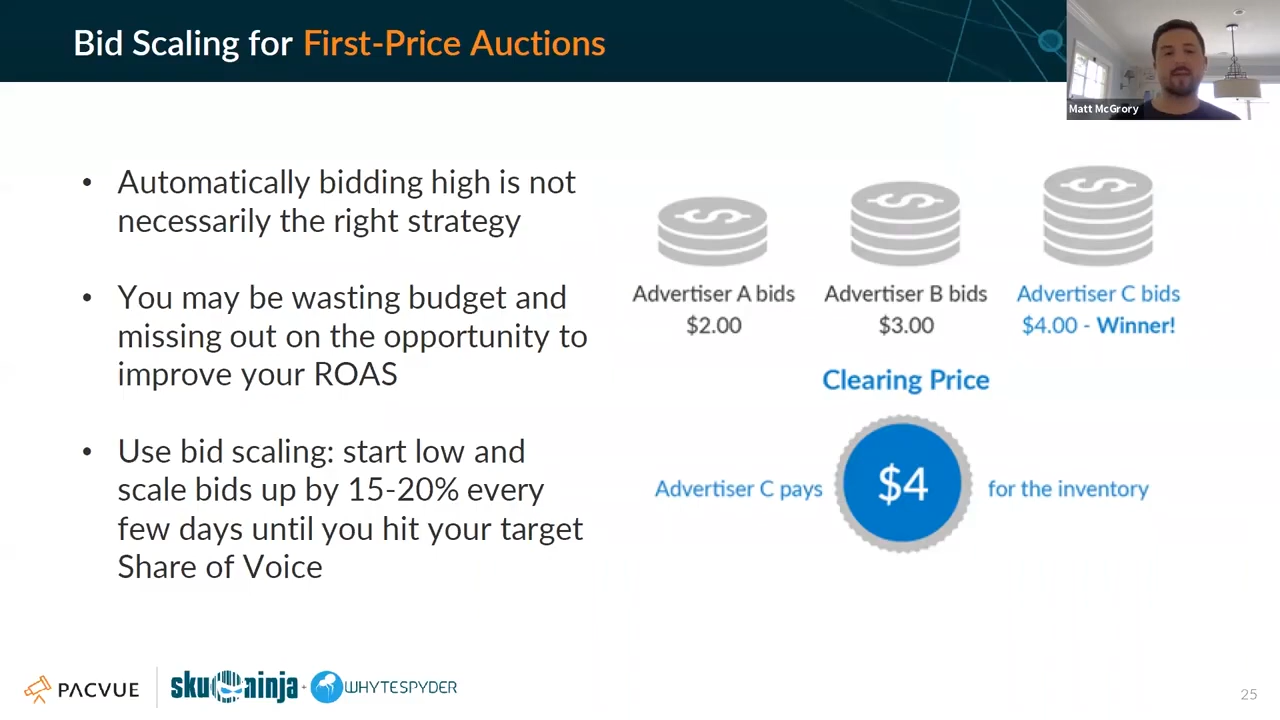 Bid Scaling for First-Price Auctions
Matt McGrory
• Automatically bidding high is not
necessarily the right strategy
• You may be wasting budget and
missing out on the opportunity to
improve your ROAS
• Use bid scaling: start low and
scale bids up by 15-20% every
few days until you hit your target
Share of Voice
Advertiser A bids
$2.00
Advertiser B bids
$3.00
Advertiser C bids
$4.00 - Winner!
Clearing Price
Advertiser C pays $4 for the inventory
PACVUE
sku ninja + WHYTESPYDER
25